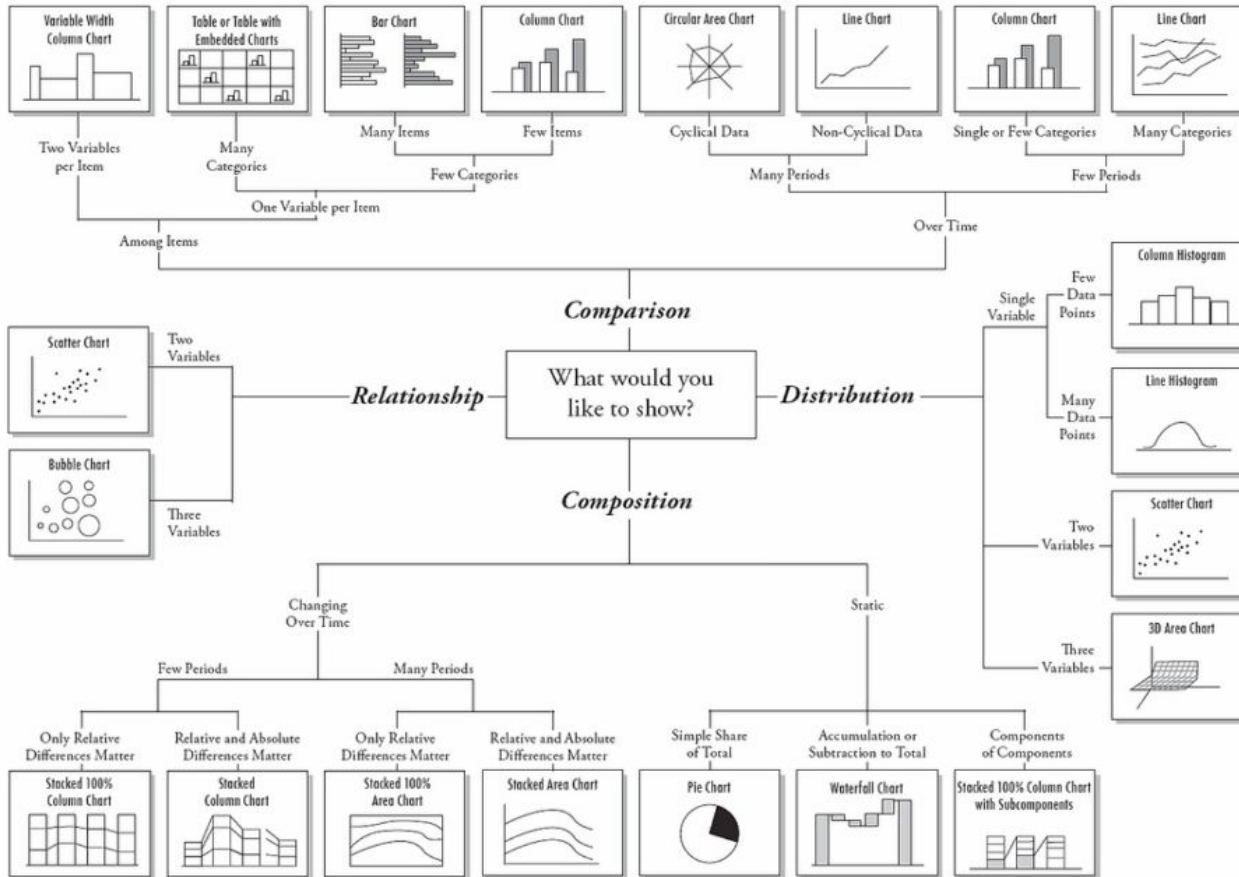 Variable Width
Column Chart
Table or Table with
Embedded Charts
Bar Chart
Column Chart
Circular Area Chart
Line Chart
Column Chart
Line Chart
Two Variables
per Item
Many
Categories
Many Items
Few Items
Cyclical Data
Non-Cyclical Data
Single or Few Categories
Many Categories
Few Categories
Many Periods
Few Periods
One Variable per Item
Over Time
Among Items
Comparison
What would you
like to show?
Relationship
Two
Variables
Scatter Chart
Three
Variables
Bubble Chart
Distribution
Single
Variable
Few
Data
Points
Column Histogram
Many
Data
Points
Line Histogram
Two
Variables
Scatter Chart
Three
Variables
3D Area Chart
Composition
Changing
Over Time
Static
Few Periods
Many Periods
Only Relative
Differences Matter
Relative and Absolute
Differences Matter
Only Relative
Differences Matter
Relative and Absolute
Differences Matter
Simple Share
of Total
Accumulation or
Subtraction to Total
Components
of Components
Stacked 100%
Column Chart
Stacked
Column Chart
Stacked 100%
Area Chart
Stacked Area Chart
Pie Chart
Waterfall Chart
Stacked 100% Column Chart
with Subcomponents